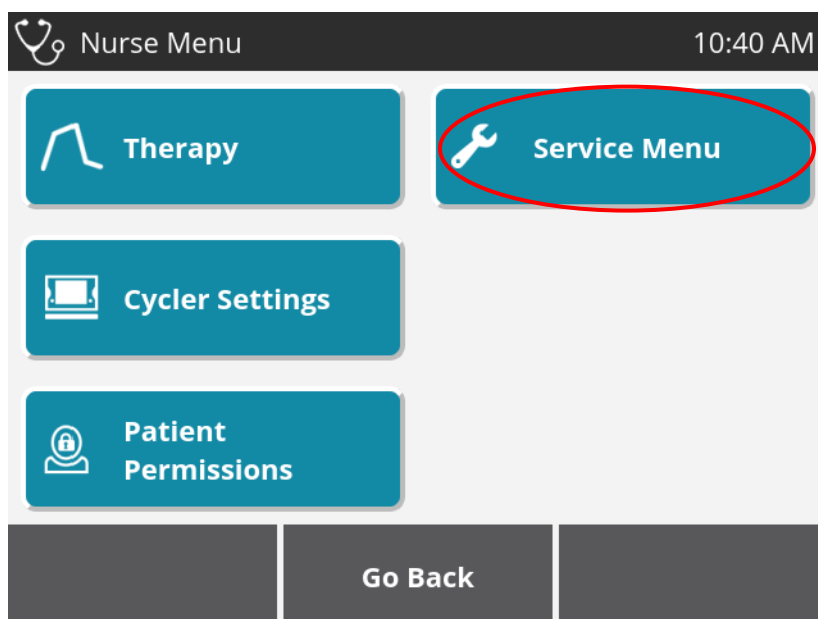 Nurse Menu
10:40 AM
Therapy
Service Menu
Cycler Settings
Patient
Permissions
Go Back